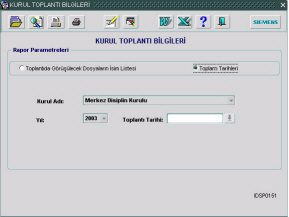 KURUL TOPLANTI BİLGİLERİ
SIEMENS
KURUL TOPLANTI BİLGİLERİ
Rapor Parametreleri
Toplantıda Görüşülecek Dosyaların İsim Listesi
Toplantı Tarihleri
Kurul Adı: Merkez Disiplin Kurulu
Yılı: 2003 Toplantı Tarihi:
IDSP0151